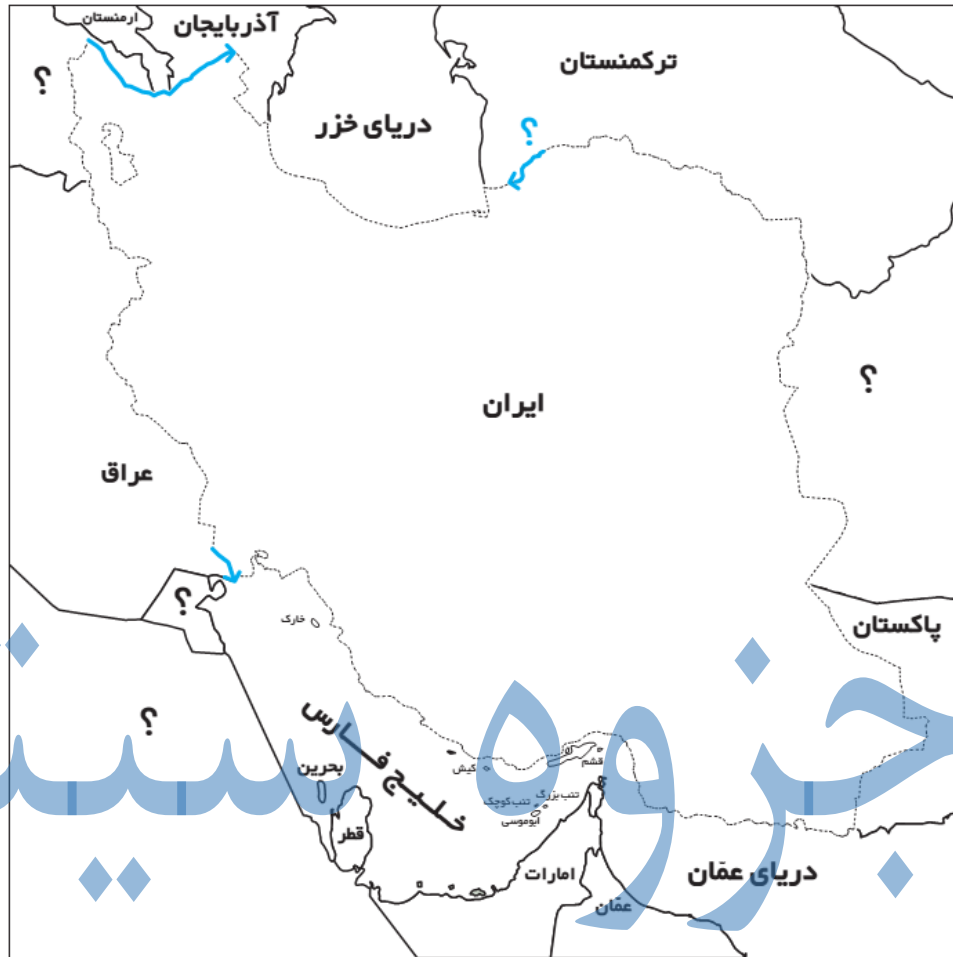 ارمنستان
آذربایجان
ترکمنستان
؟
دریای خزر
؟
ایران
؟
عراق
؟
خارک
پاکستان
؟
خلیج فارس
بحرین
کیش
قشم
تنب بزرگ
تنب کوچک
ابوموسی
قطر
امارات
دریای عمّان
عمّان
جزوه سین